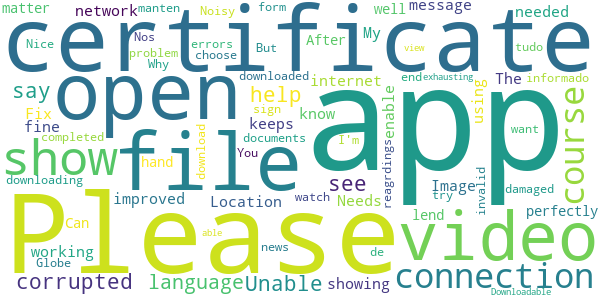 matter network Noisy form well message needed
certificate
Nice Nos manten problem errors After But My tudo
Why choose view
open downloaded internet end exhausting The informado
say help using
Fix sign know enable
fine keeps documents
completed I'm want
show file app course
hand download You reagrdings invalid damaged
downloading see Image try
improved Location Needs lend perfectly
Please video
Can working watch
able news de
Globe connection
corrupted language Unable showing
Downloadable